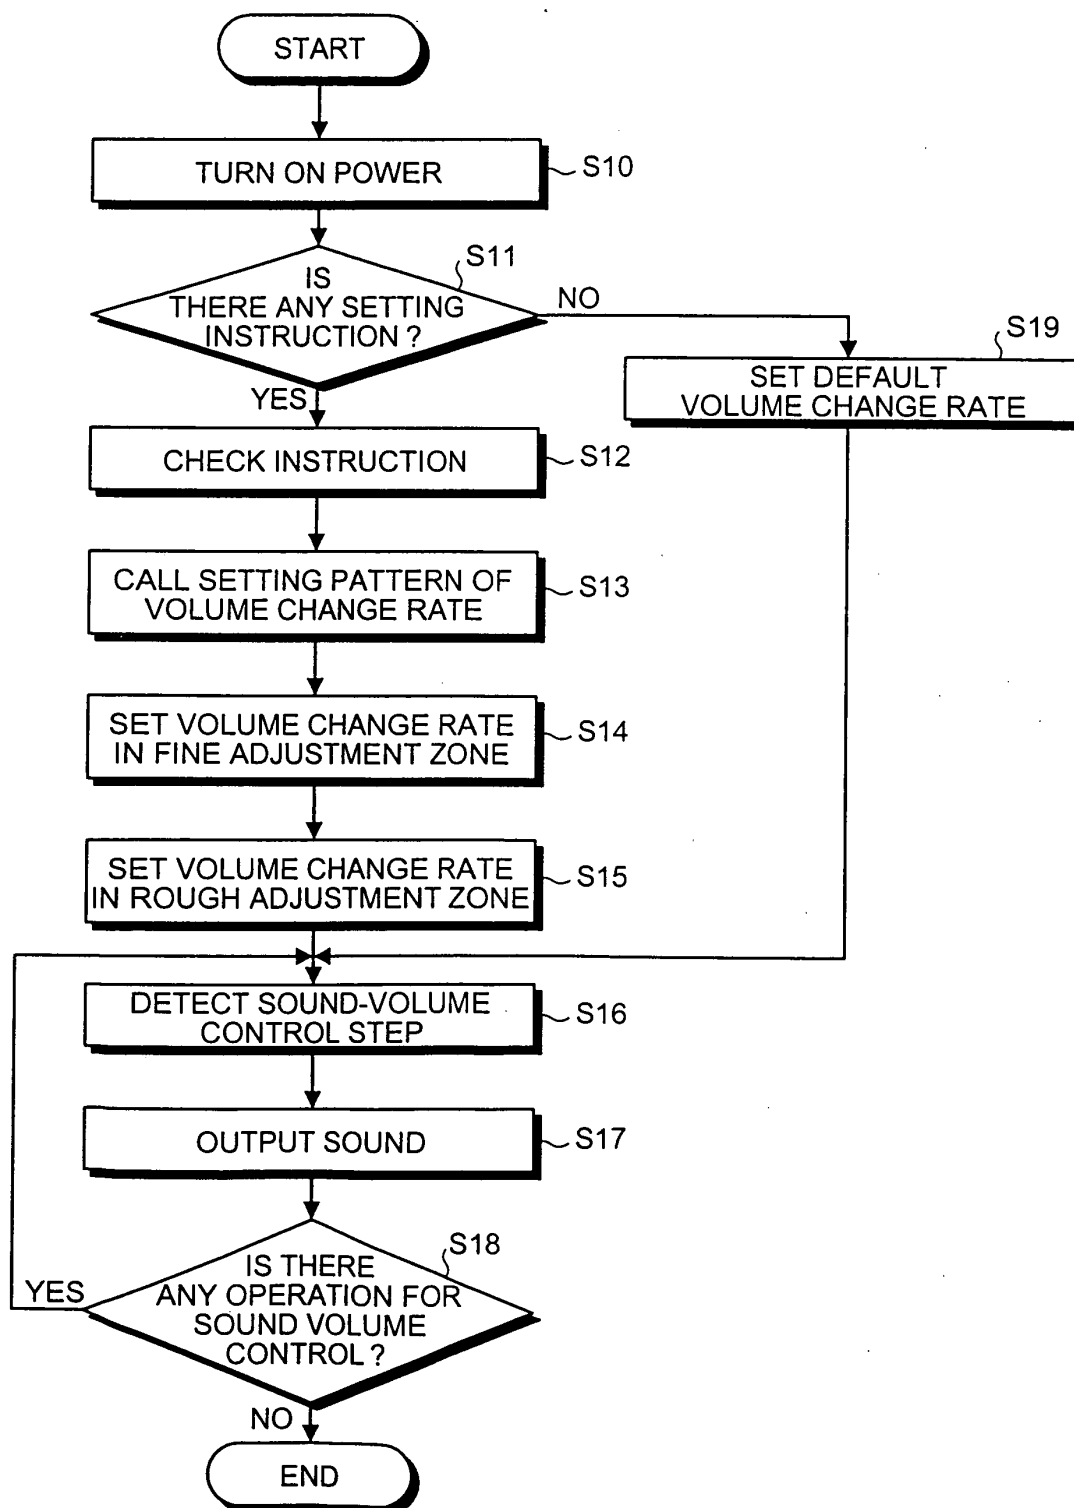 START
TURN ON POWER
S10
S11
IS
THERE ANY SETTING
INSTRUCTION ?
NO
S19
SET DEFAULT
VOLUME CHANGE RATE
YES
CHECK INSTRUCTION
S12
CALL SETTING PATTERN OF
VOLUME CHANGE RATE
S13
SET VOLUME CHANGE RATE
IN FINE ADJUSTMENT ZONE
S14
SET VOLUME CHANGE RATE
IN ROUGH ADJUSTMENT ZONE
S15
DETECT SOUND-VOLUME
CONTROL STEP
S16
OUTPUT SOUND
S17
S18
IS THERE
ANY OPERATION FOR
SOUND VOLUME
CONTROL ?
YES
NO
END